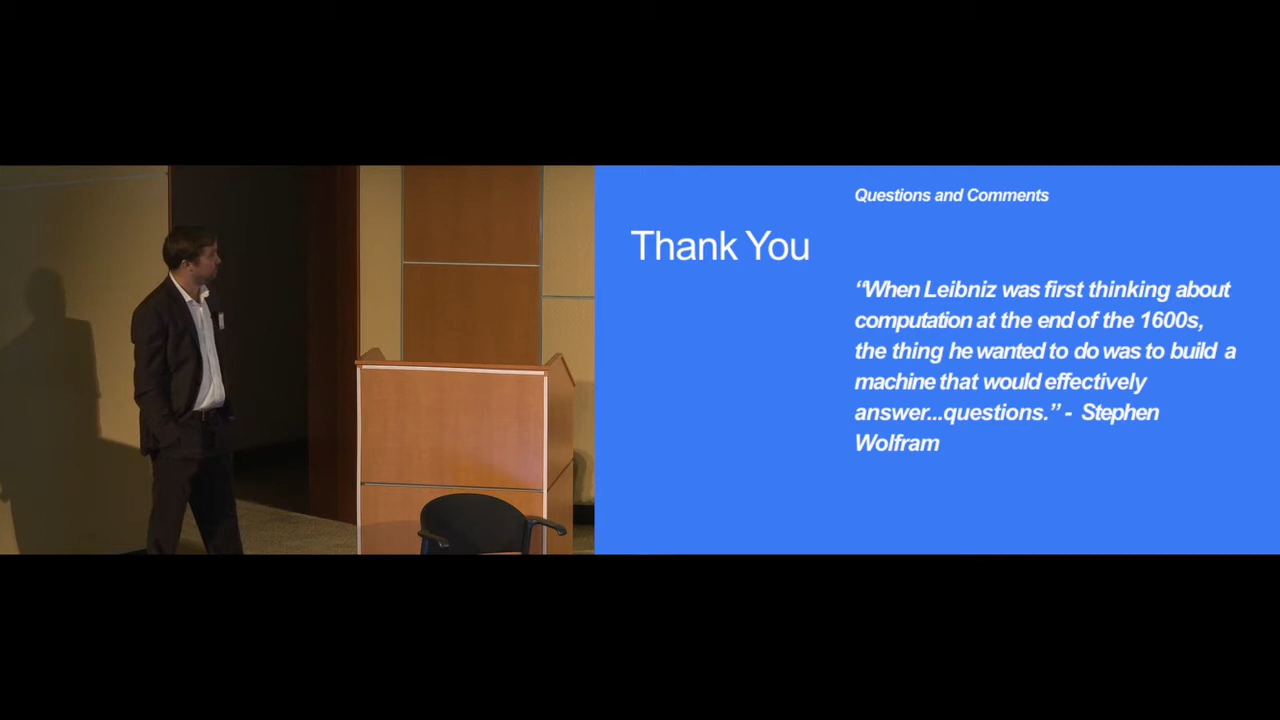 Questions and Comments
Thank You
“When Leibniz was first thinking about
computation at the end of the 1600s,
the thing he wanted to do was to build a
machine that would effectively
answer...questions.” - Stephen
Wolfram